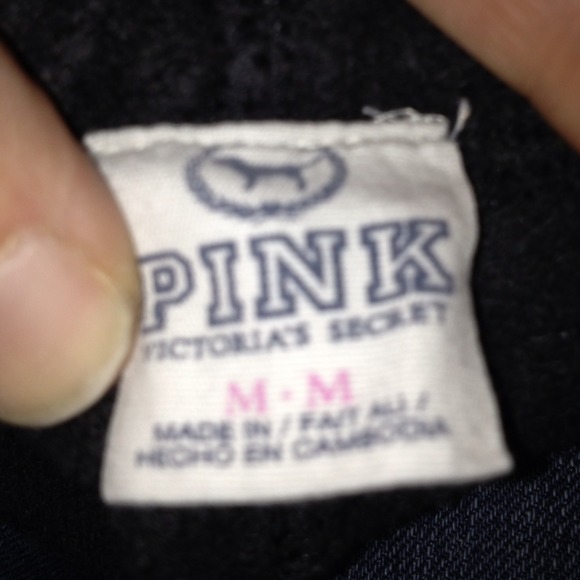 PINK
VICTORIA'S SECRET
M · M
MADE IN / FAIT AU /
HECHO EN CAMBODIA